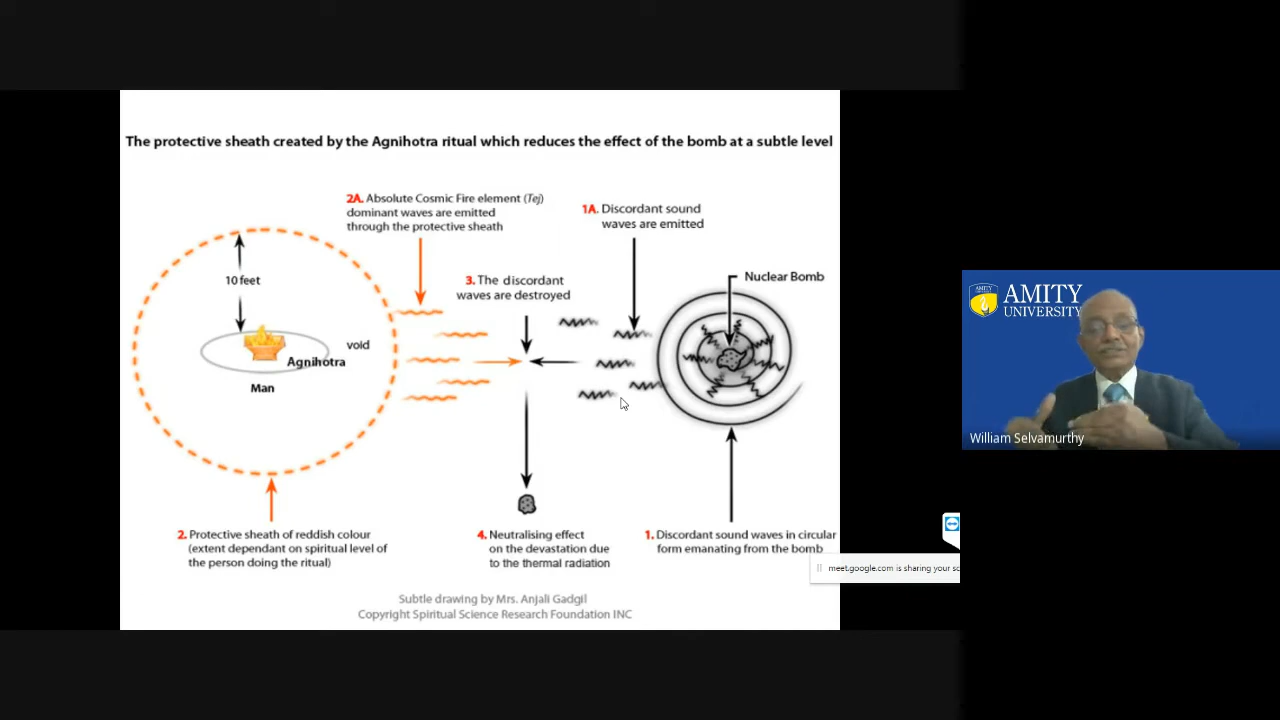 The protective sheath created by the Agnihotra ritual which reduces the effect of the bomb at a subtle level
2A. Absolute Cosmic Fire element (Tej)
dominant waves are emitted
through the protective sheath
1A. Discordant sound
waves are emitted
10 feet
3. The discordant
waves are destroyed
Nuclear Bomb
void
Agnihotra
Man
2. Protective sheath of reddish colour
(extent dependant on spiritual level of
the person doing the ritual)
4. Neutralising effect
on the devastation due
to the thermal radiation
1. Discordant sound waves in circular
form emanating from the bomb
Subtle drawing by Mrs. Anjali Gadgil
Copyright Spiritual Science Research Foundation INC
meet.google.com is sharing your sc
AMITY
AMITY
UNIVERSITY
William Selvamurthy